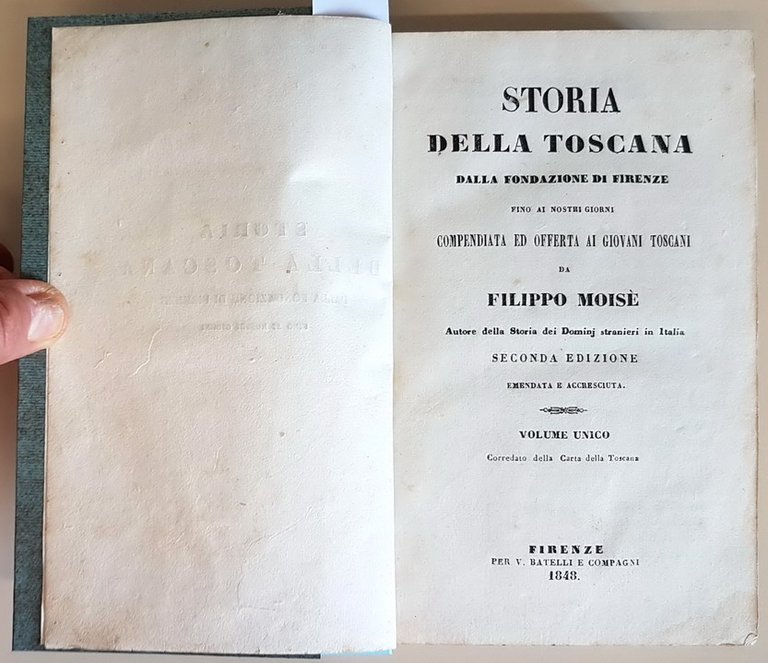 STORIA
DELLA TOSCANA
DALLA FONDAZIONE DI FIRENZE
FINO AI NOSTRI GIORNI
COMPENDIATA ED OFFERTA AI GIOVANI TOSCANI
DA
FILIPPO MOISÈ
Autore della Storia dei Dominj stranieri in Italia
SECONDA EDIZIONE
EMENDATA E ACCRESCIUTA.
VOLUME UNICO
Corredato della Carta della Toscana
FIRENZE
PER V. BATELLI E COMPAGNI
1848.